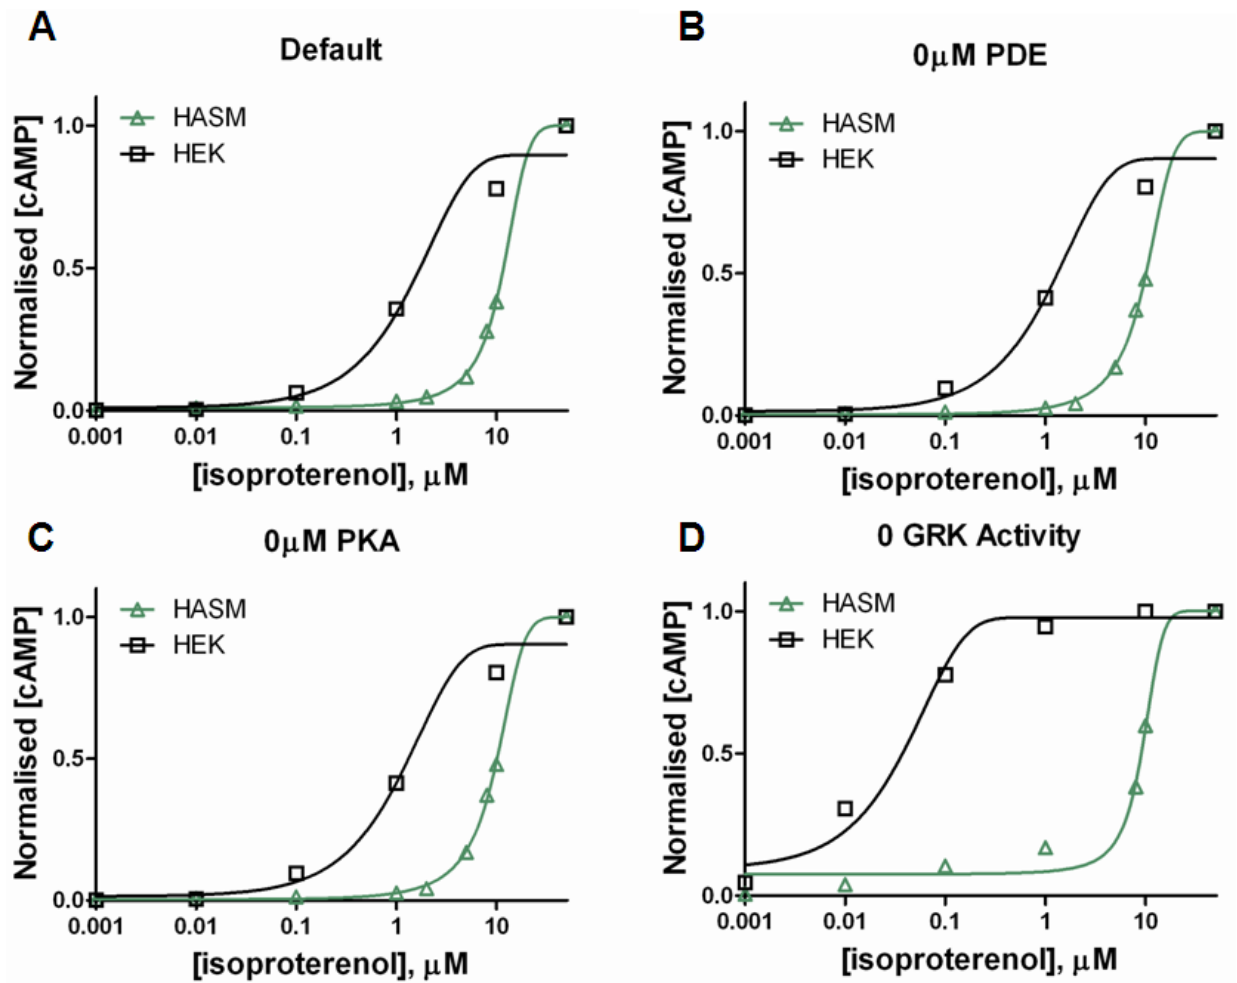 A
Default
HASM
HEK
1.0
0.5
0.0
0.001 0.01 0.1 1 10
Normalised [cAMP]
[isoproterenol], μM
B
0μM PDE
HASM
HEK
1.0
0.5
0.0
0.001 0.01 0.1 1 10
Normalised [cAMP]
[isoproterenol], μM
C
0μM PKA
HASM
HEK
1.0
0.5
0.0
0.001 0.01 0.1 1 10
Normalised [cAMP]
[isoproterenol], μM
D
0 GRK Activity
HASM
HEK
1.0
0.5
0.0
0.001 0.01 0.1 1 10
Normalised [cAMP]
[isoproterenol], μM